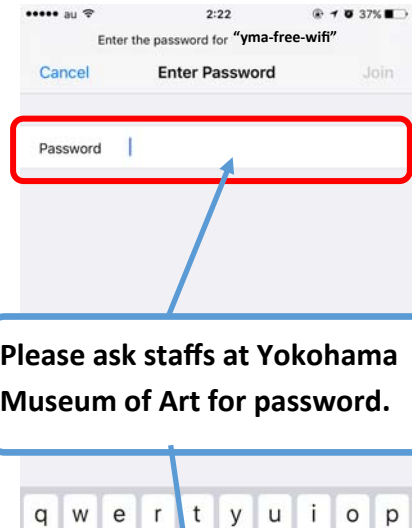 au 2:22 37%
Enter the password for “yma-free-wifi”
Cancel Enter Password Join
Password
Please ask staffs at Yokohama
Museum of Art for password.
q w e r t y u i o p